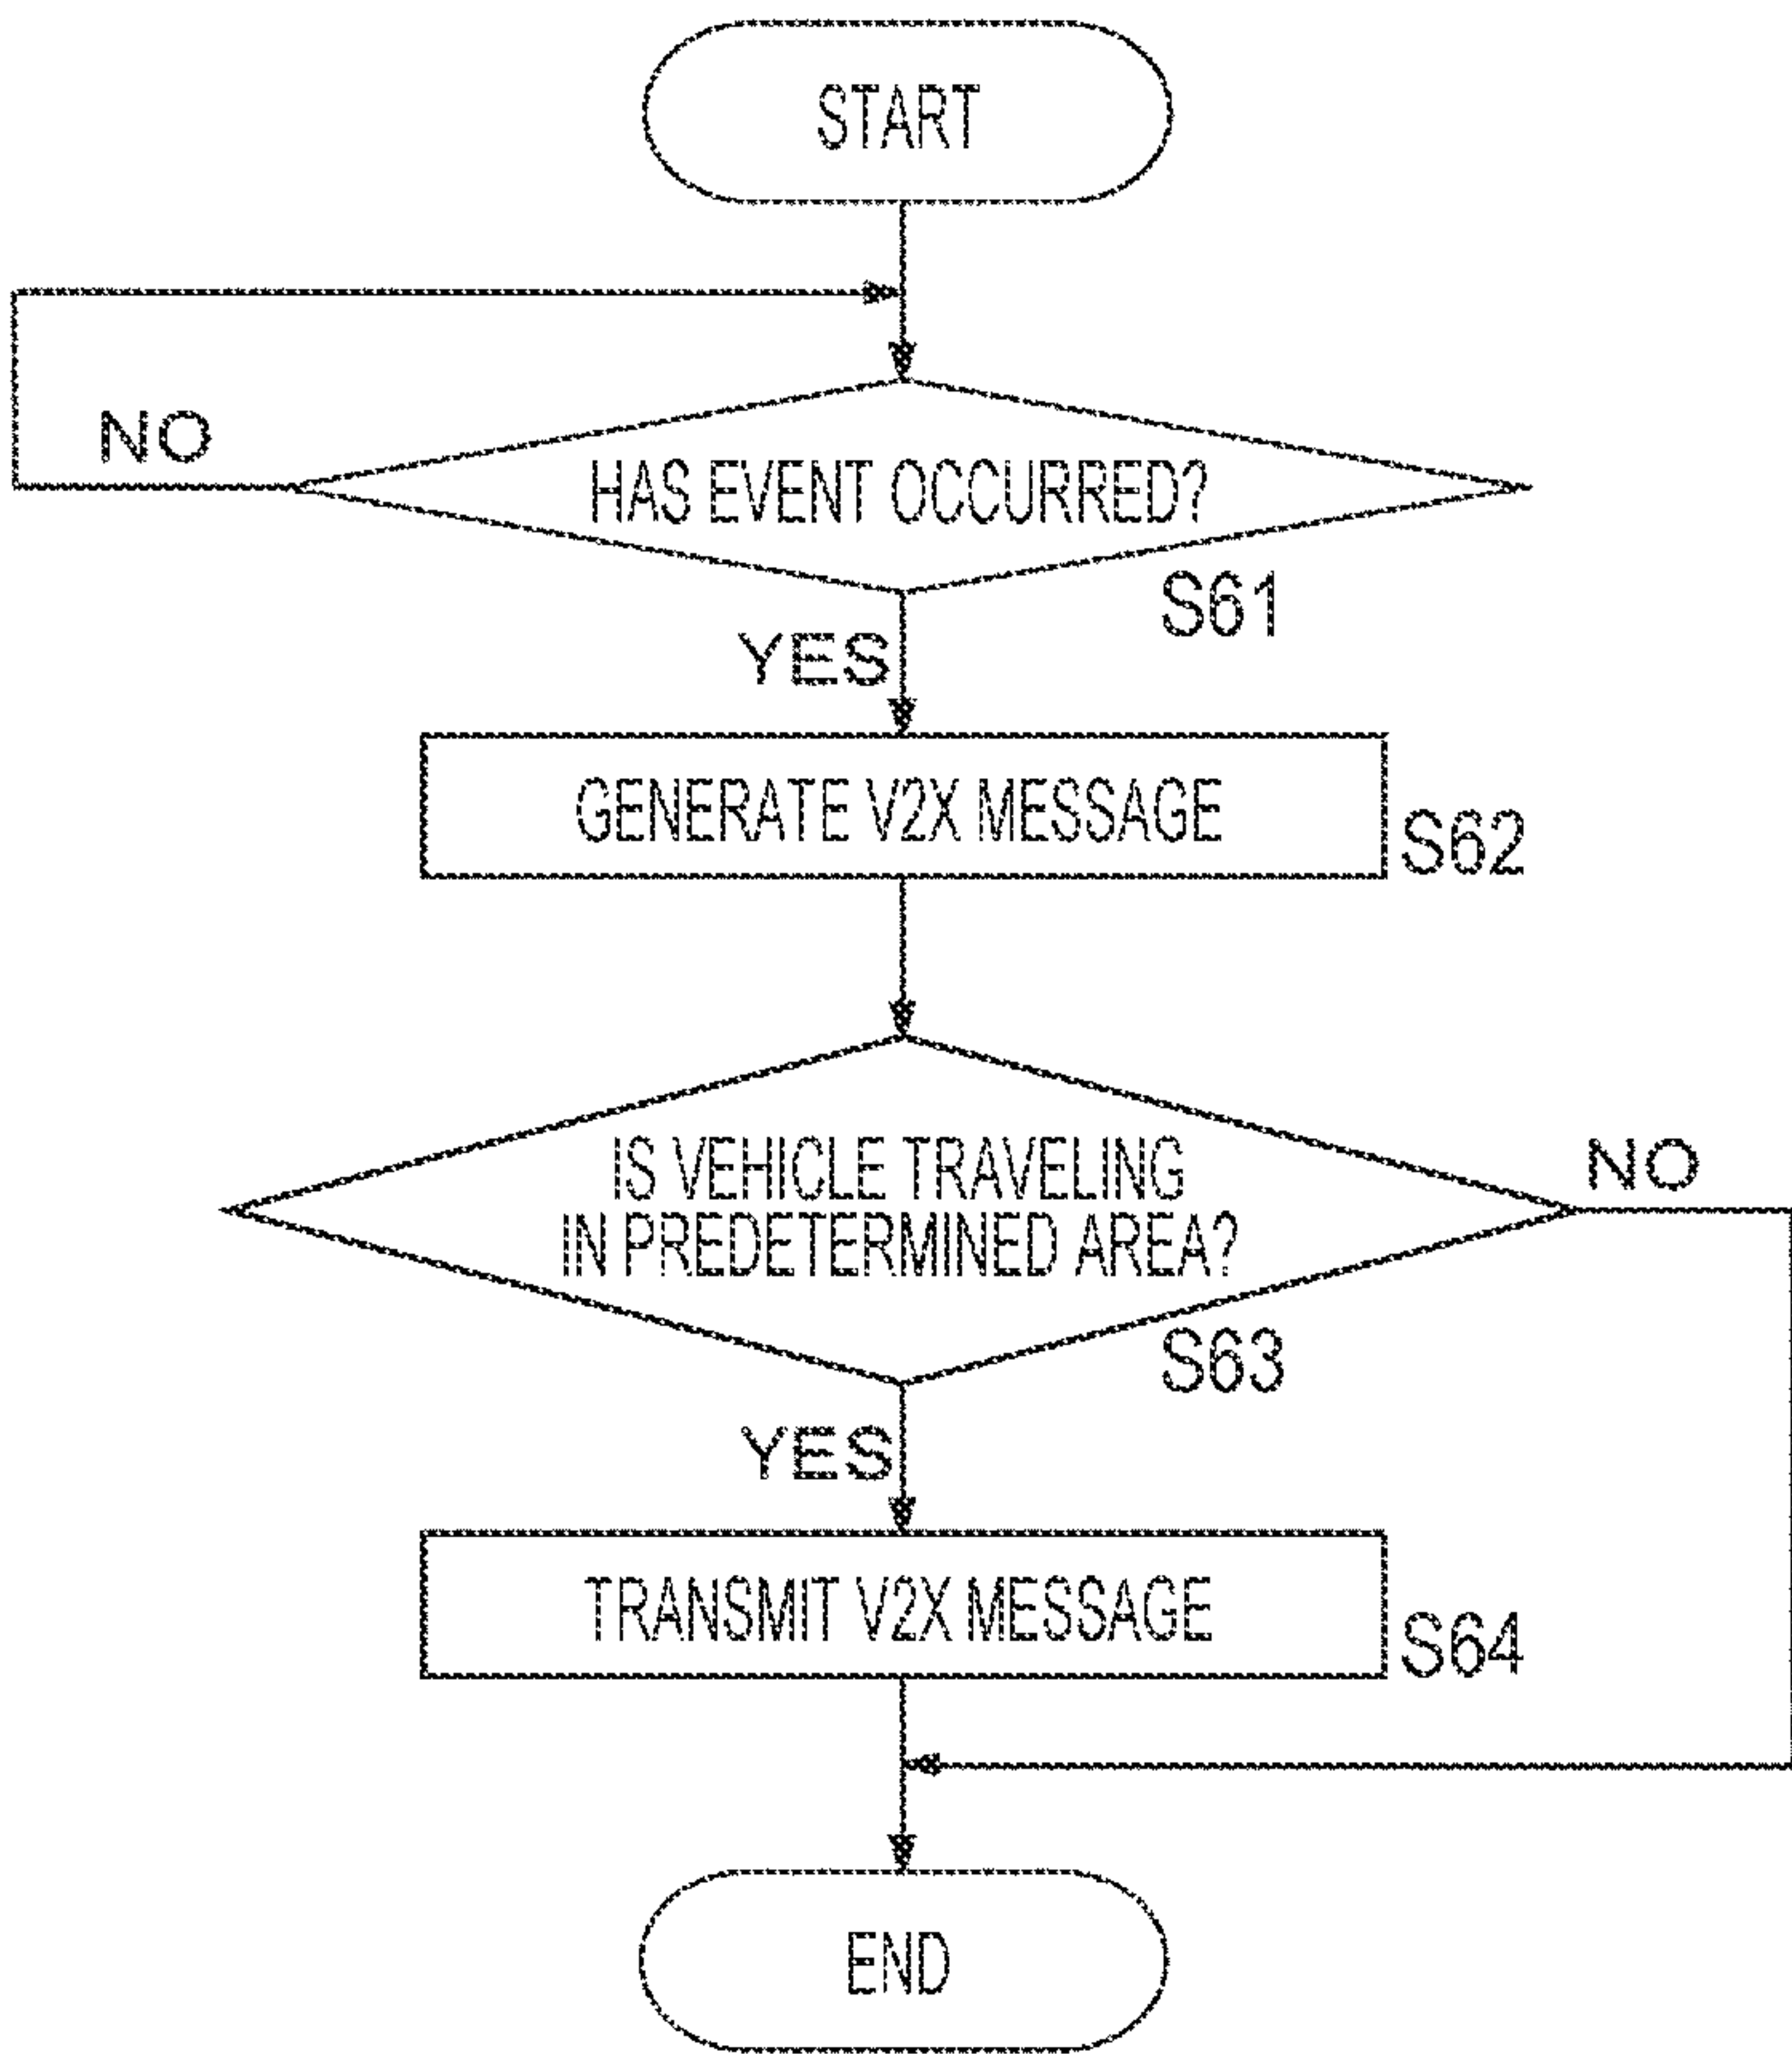 START
NO
HAS EVENT OCCURRED?
S61
YES
GENERATE V2X MESSAGE
S62
IS VEHICLE TRAVELING
IN PREDETERMINED AREA?
NO
S63
YES
TRANSMIT V2X MESSAGE
S64
END